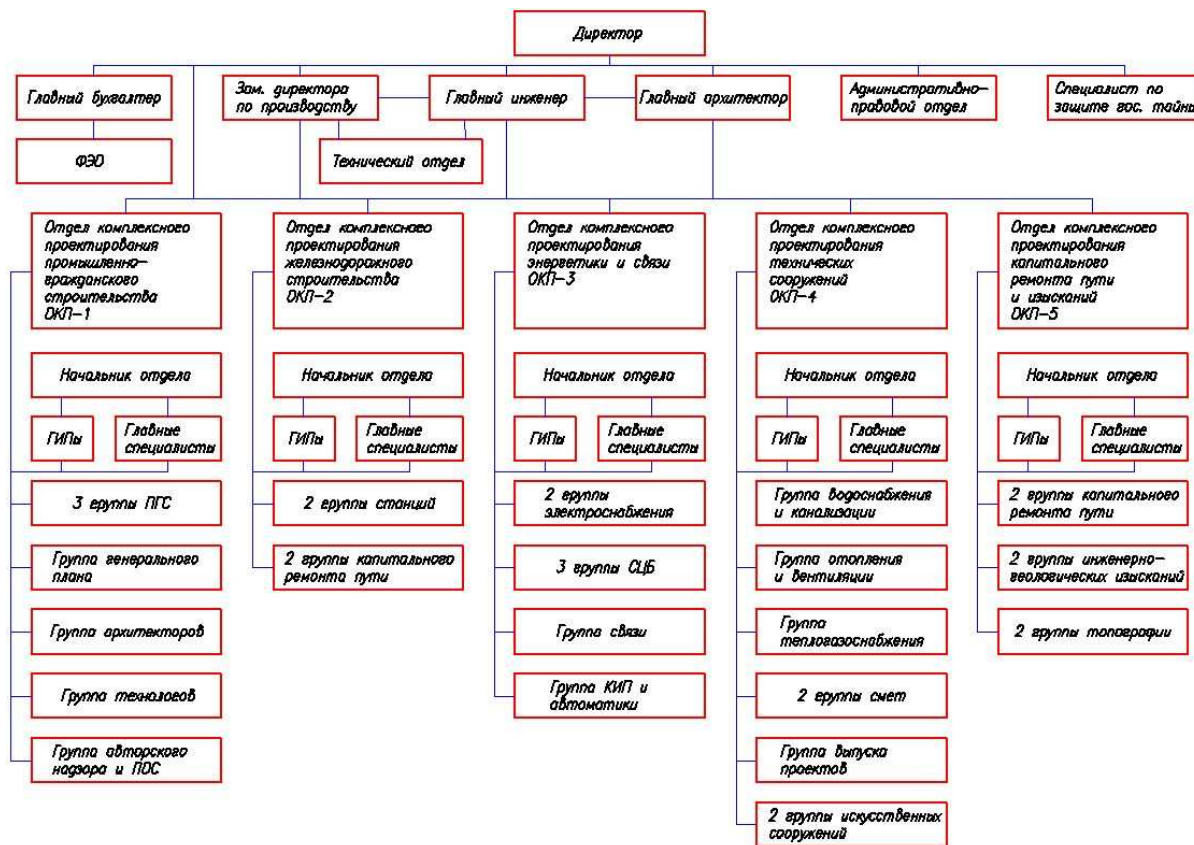 Директор
Главный бухгалтер
Зам. директора
по производству
Главный инженер
Главный архитектор
Административно-
правовой отдел
Специалист по
защите гос. тайны
ФЭО
Технический отдел
Отдел комплексного
проектирования
промышленно-
гражданского
строительства
ОКП-1
Отдел комплексного
проектирования
железнодорожного
строительства
ОКП-2
Отдел комплексного
проектирования
энергетики и связи
ОКП-3
Отдел комплексного
проектирования
технических
сооружений
ОКП-4
Отдел комплексного
проектирования
капитального
ремонта пути
и изысканий
ОКП-5
Начальник отдела
Начальник отдела
Начальник отдела
Начальник отдела
Начальник отдела
ГИПы
Главные
специалисты
ГИПы
Главные
специалисты
ГИПы
Главные
специалисты
ГИПы
Главные
специалисты
ГИПы
Главные
специалисты
3 группы ПГС
2 группы станций
2 группы
электроснабжения
Группа водоснабжения
и канализации
2 группы капитального
ремонта пути
Группа генерального
плана
2 группы капитального
ремонта пути
3 группы СЦБ
Группа отопления
и вентиляции
2 группы инженерно-
геологических изысканий
Группа архитекторов
Группа связи
Группа
теплогазоснабжения
2 группы топографии
Группа технологов
Группа КИП и
автоматики
2 группы смет
Группа авторского
надзора и ПОС
Группа выпуска
проектов
2 группы искусственных
сооружений